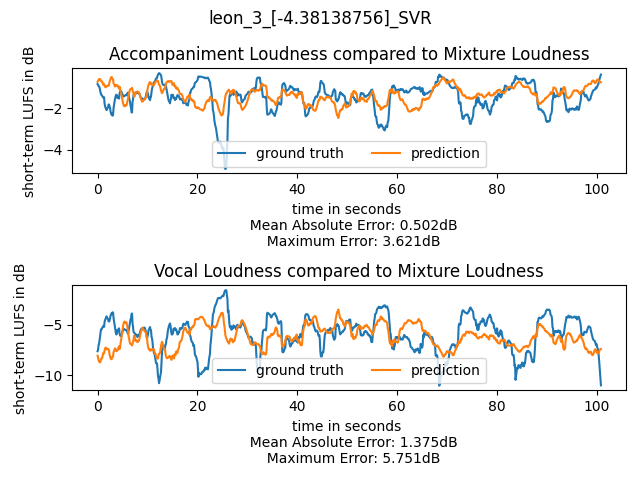 leon_3_[-4.38138756]_SVR
Accompaniment Loudness compared to Mixture Loudness
short-term LUFS in dB
−2
−4
ground truth
prediction
0 20 40 60 80 100
time in seconds
Mean Absolute Error: 0.502dB
Maximum Error: 3.621dB
Vocal Loudness compared to Mixture Loudness
short-term LUFS in dB
−5
−10
ground truth
prediction
0 20 40 60 80 100
time in seconds
Mean Absolute Error: 1.375dB
Maximum Error: 5.751dB